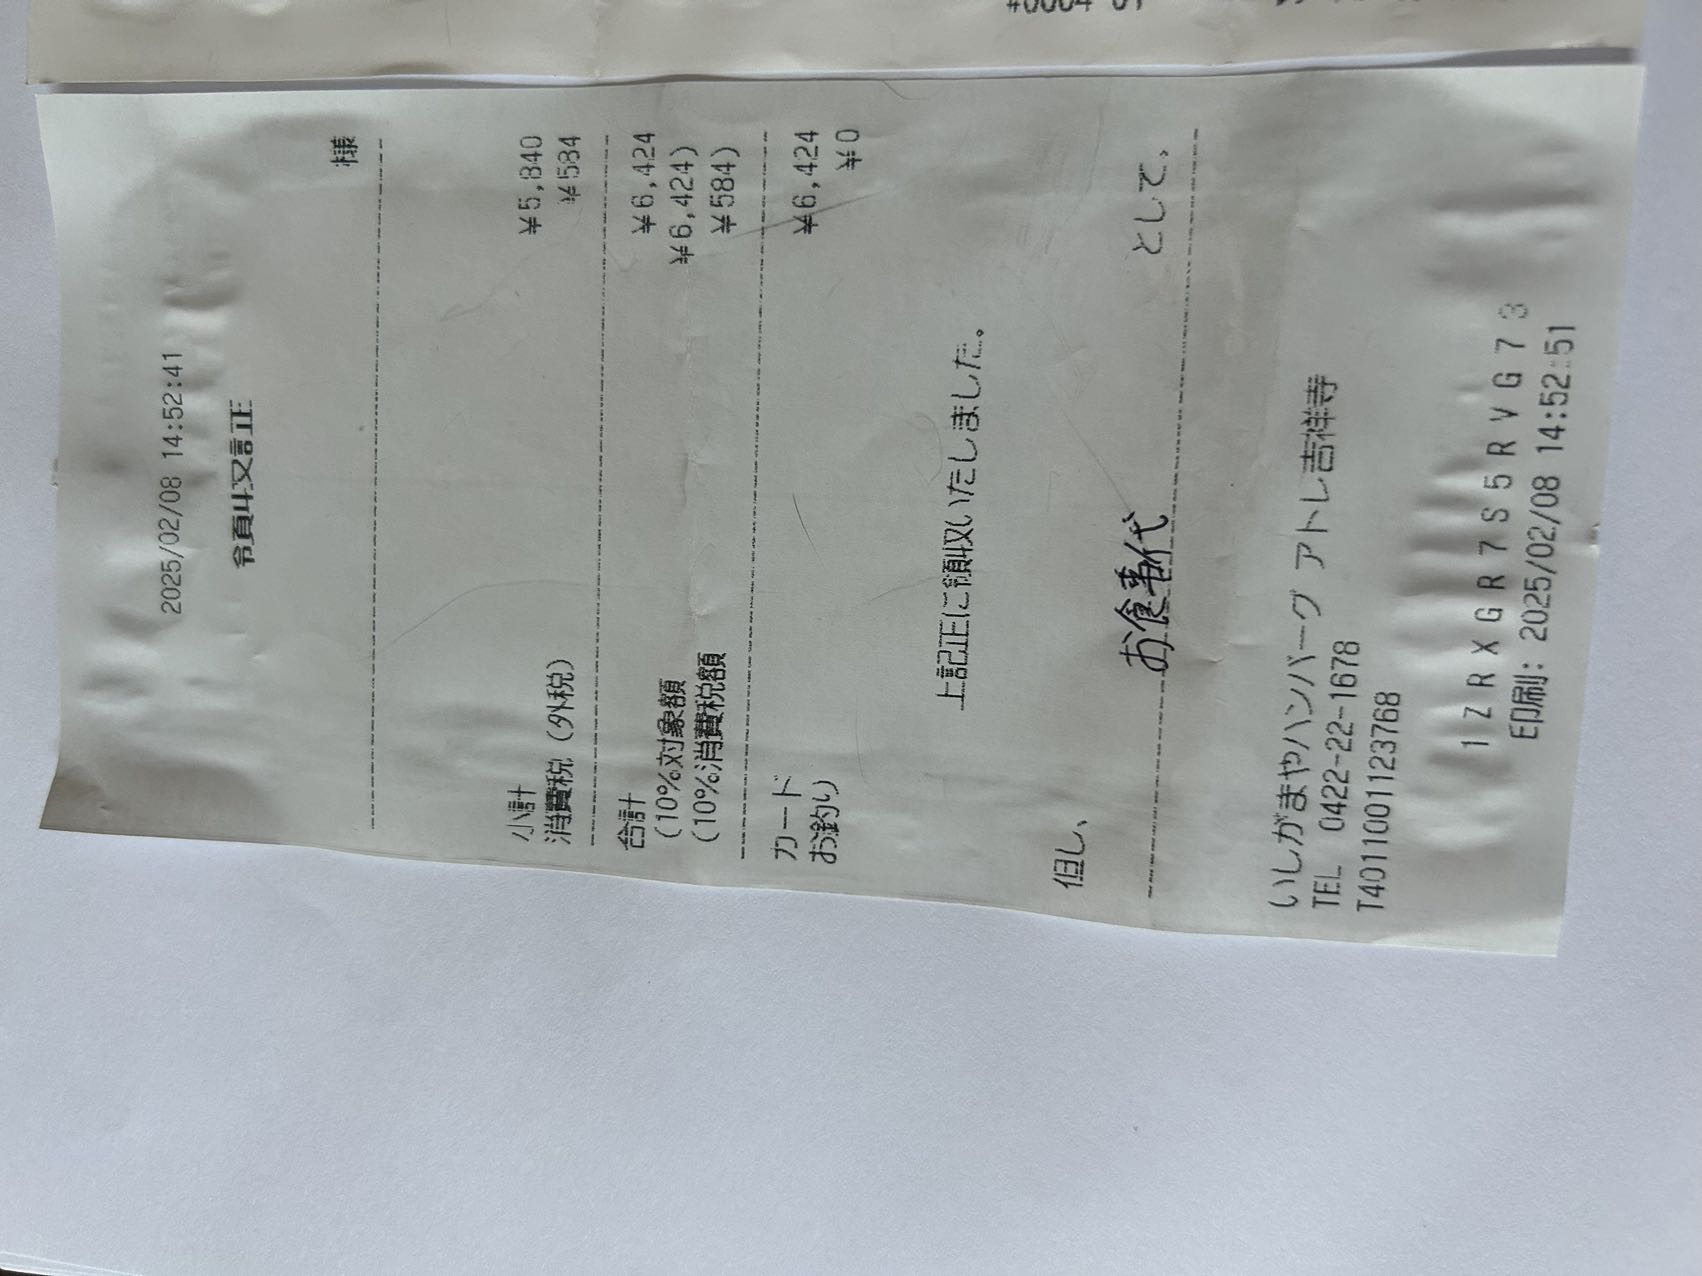 2025/02/08 14:52:41
領収証
様
小計 ¥5,840
消費税（外税） ¥584
合計 ¥6,424
(10%対象額 ¥6,424)
(10%消費税額 ¥584)
カード ¥6,424
お釣り ¥0
上記正に領収いたしました。
但し、
お食事代 として、
いしがまやハンバーグ アトレ吉祥寺
TEL 0422-22-1678
T4011001123768
1ZRXGR7S5RVG73
印刷: 2025/02/08 14:52:51